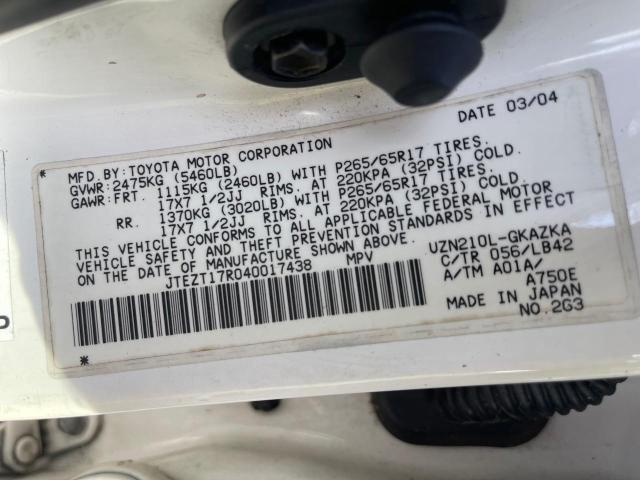 DATE 03/04
MFD.BY:TOYOTA MOTOR CORPORATION
GVWR:2475KG (5460LB)
GAWR:FRT. 1115KG (2460LB) WITH P265/65R17 TIRES.
17X7 1/2JJ RIMS. AT 220KPA (32PSI) COLD.
RR. 1370KG (3020LB) WITH P265/65R17 TIRES.
17X7 1/2JJ RIMS. AT 220KPA (32PSI) COLD.
THIS VEHICLE CONFORMS TO ALL APPLICABLE FEDERAL MOTOR
VEHICLE SAFETY AND THEFT PREVENTION STANDARDS IN EFFECT
ON THE DATE OF MANUFACTURE SHOWN ABOVE.
JTEZT17R040017438 MPV
UZN210L-GKAZKA
C/TR 056/LB42
A/TM A01A/
A750E
MADE IN JAPAN
NO.2G3